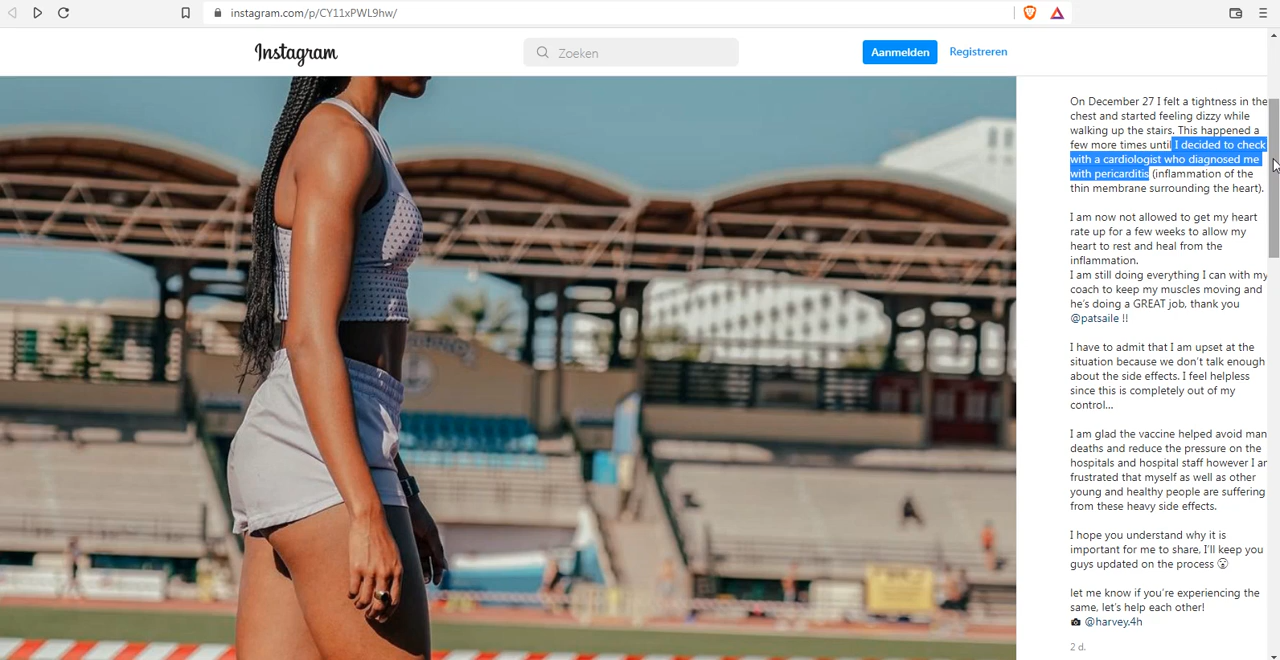 instagram.com/p/CY11xPWL9hw/
Instagram
Zoeken
Aanmelden
Registreren
On December 27 I felt a tightness in the
chest and started feeling dizzy while
walking up the stairs. This happened a
few more times until I decided to check
with a cardiologist who diagnosed me
with pericarditis (inflammation of the
thin membrane surrounding the heart).
I am now not allowed to get my heart
rate up for a few weeks to allow my
heart to rest and heal from the
inflammation.
I am still doing everything I can with my
coach to keep my muscles moving and
he's doing a GREAT job, thank you
@patsaile !!
I have to admit that I am upset at the
situation because we don't talk enough
about the side effects. I feel helpless
since this is completely out of my
control...
I am glad the vaccine helped avoid man
deaths and reduce the pressure on the
hospitals and hospital staff however I ar
frustrated that myself as well as other
young and healthy people are suffering
from these heavy side effects.
I hope you understand why it is
important for me to share, I'll keep you
guys updated on the process 😮
let me know if you're experiencing the
same, let's help each other!
📷 @harvey.4h
2 d.